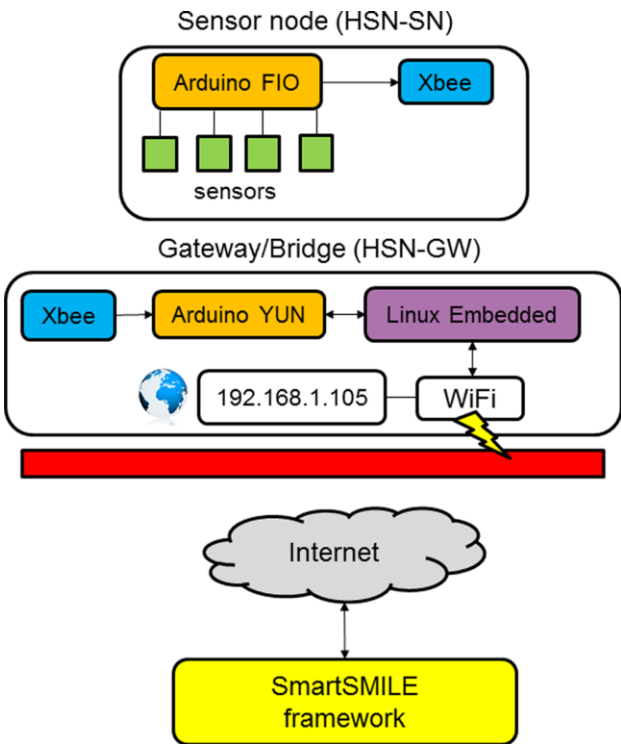 Sensor node (HSN-SN)
Arduino FIO
Xbee
sensors
Gateway/Bridge (HSN-GW)
Xbee
Arduino YUN
Linux Embedded
192.168.1.105
WiFi
Internet
SmartSMILE
framework